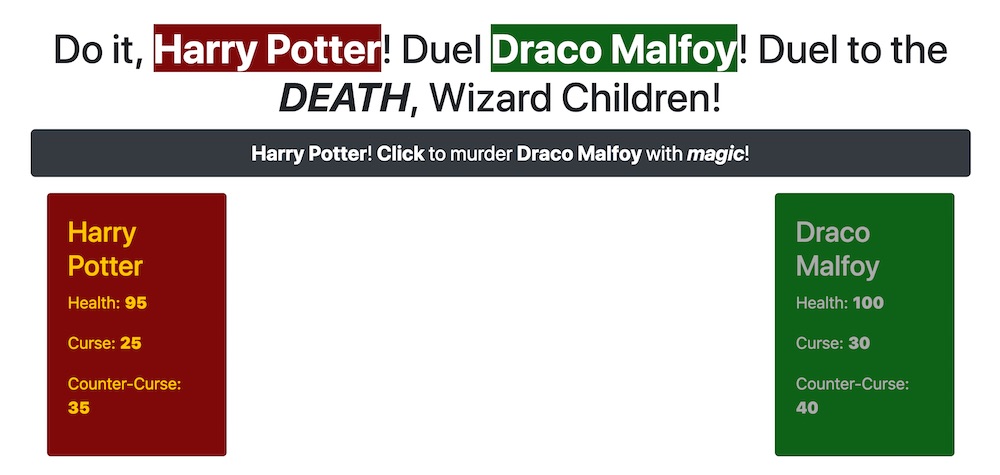 Do it, Harry Potter! Duel Draco Malfoy! Duel to the
DEATH, Wizard Children!
Harry Potter! Click to murder Draco Malfoy with magic!
Harry
Potter
Health: 95
Curse: 25
Counter-Curse:
35
Draco
Malfoy
Health: 100
Curse: 30
Counter-Curse:
40